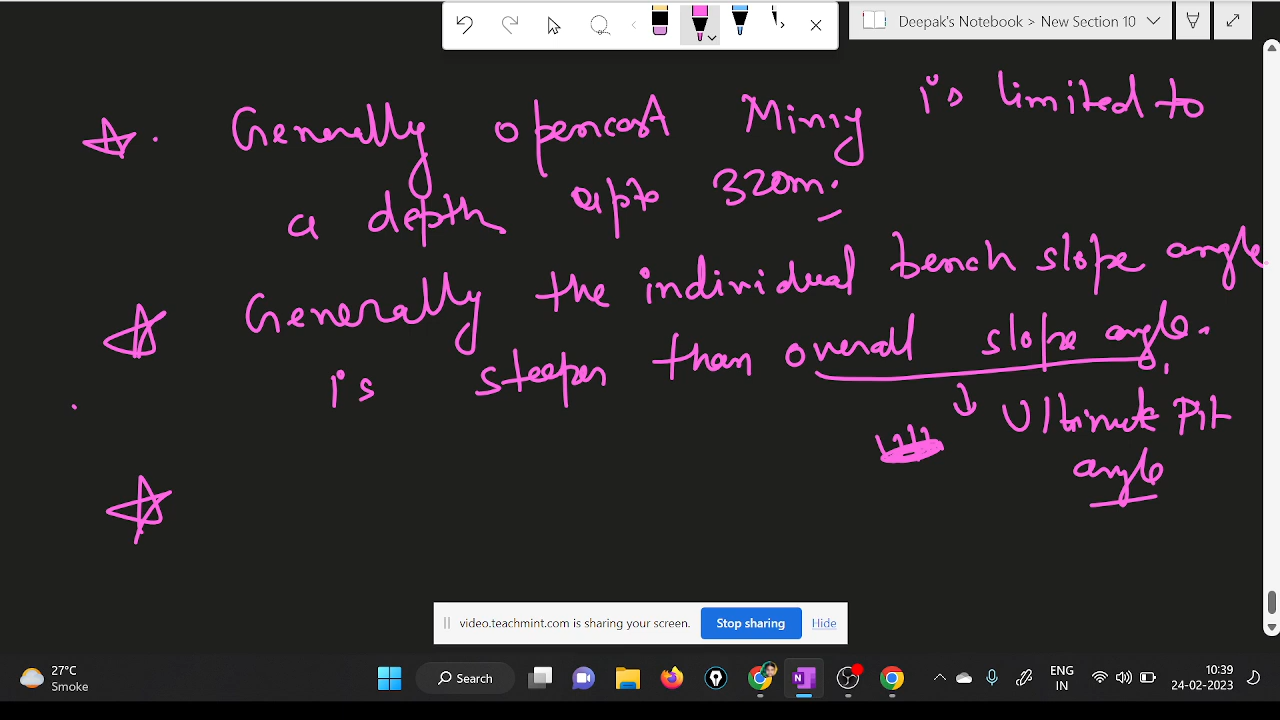 Deepak's Notebook > New Section 10
Generally opencast Mining is limited to
a depth upto 320m.
Generally the individual bench slope angle
is steeper than overall slope angle.
↓ Ultimate Pit
angle
video.teachmint.com is sharing your screen. Stop sharing Hide
27°C
Smoke
Search
ENG
IN
10:39
24-02-2023